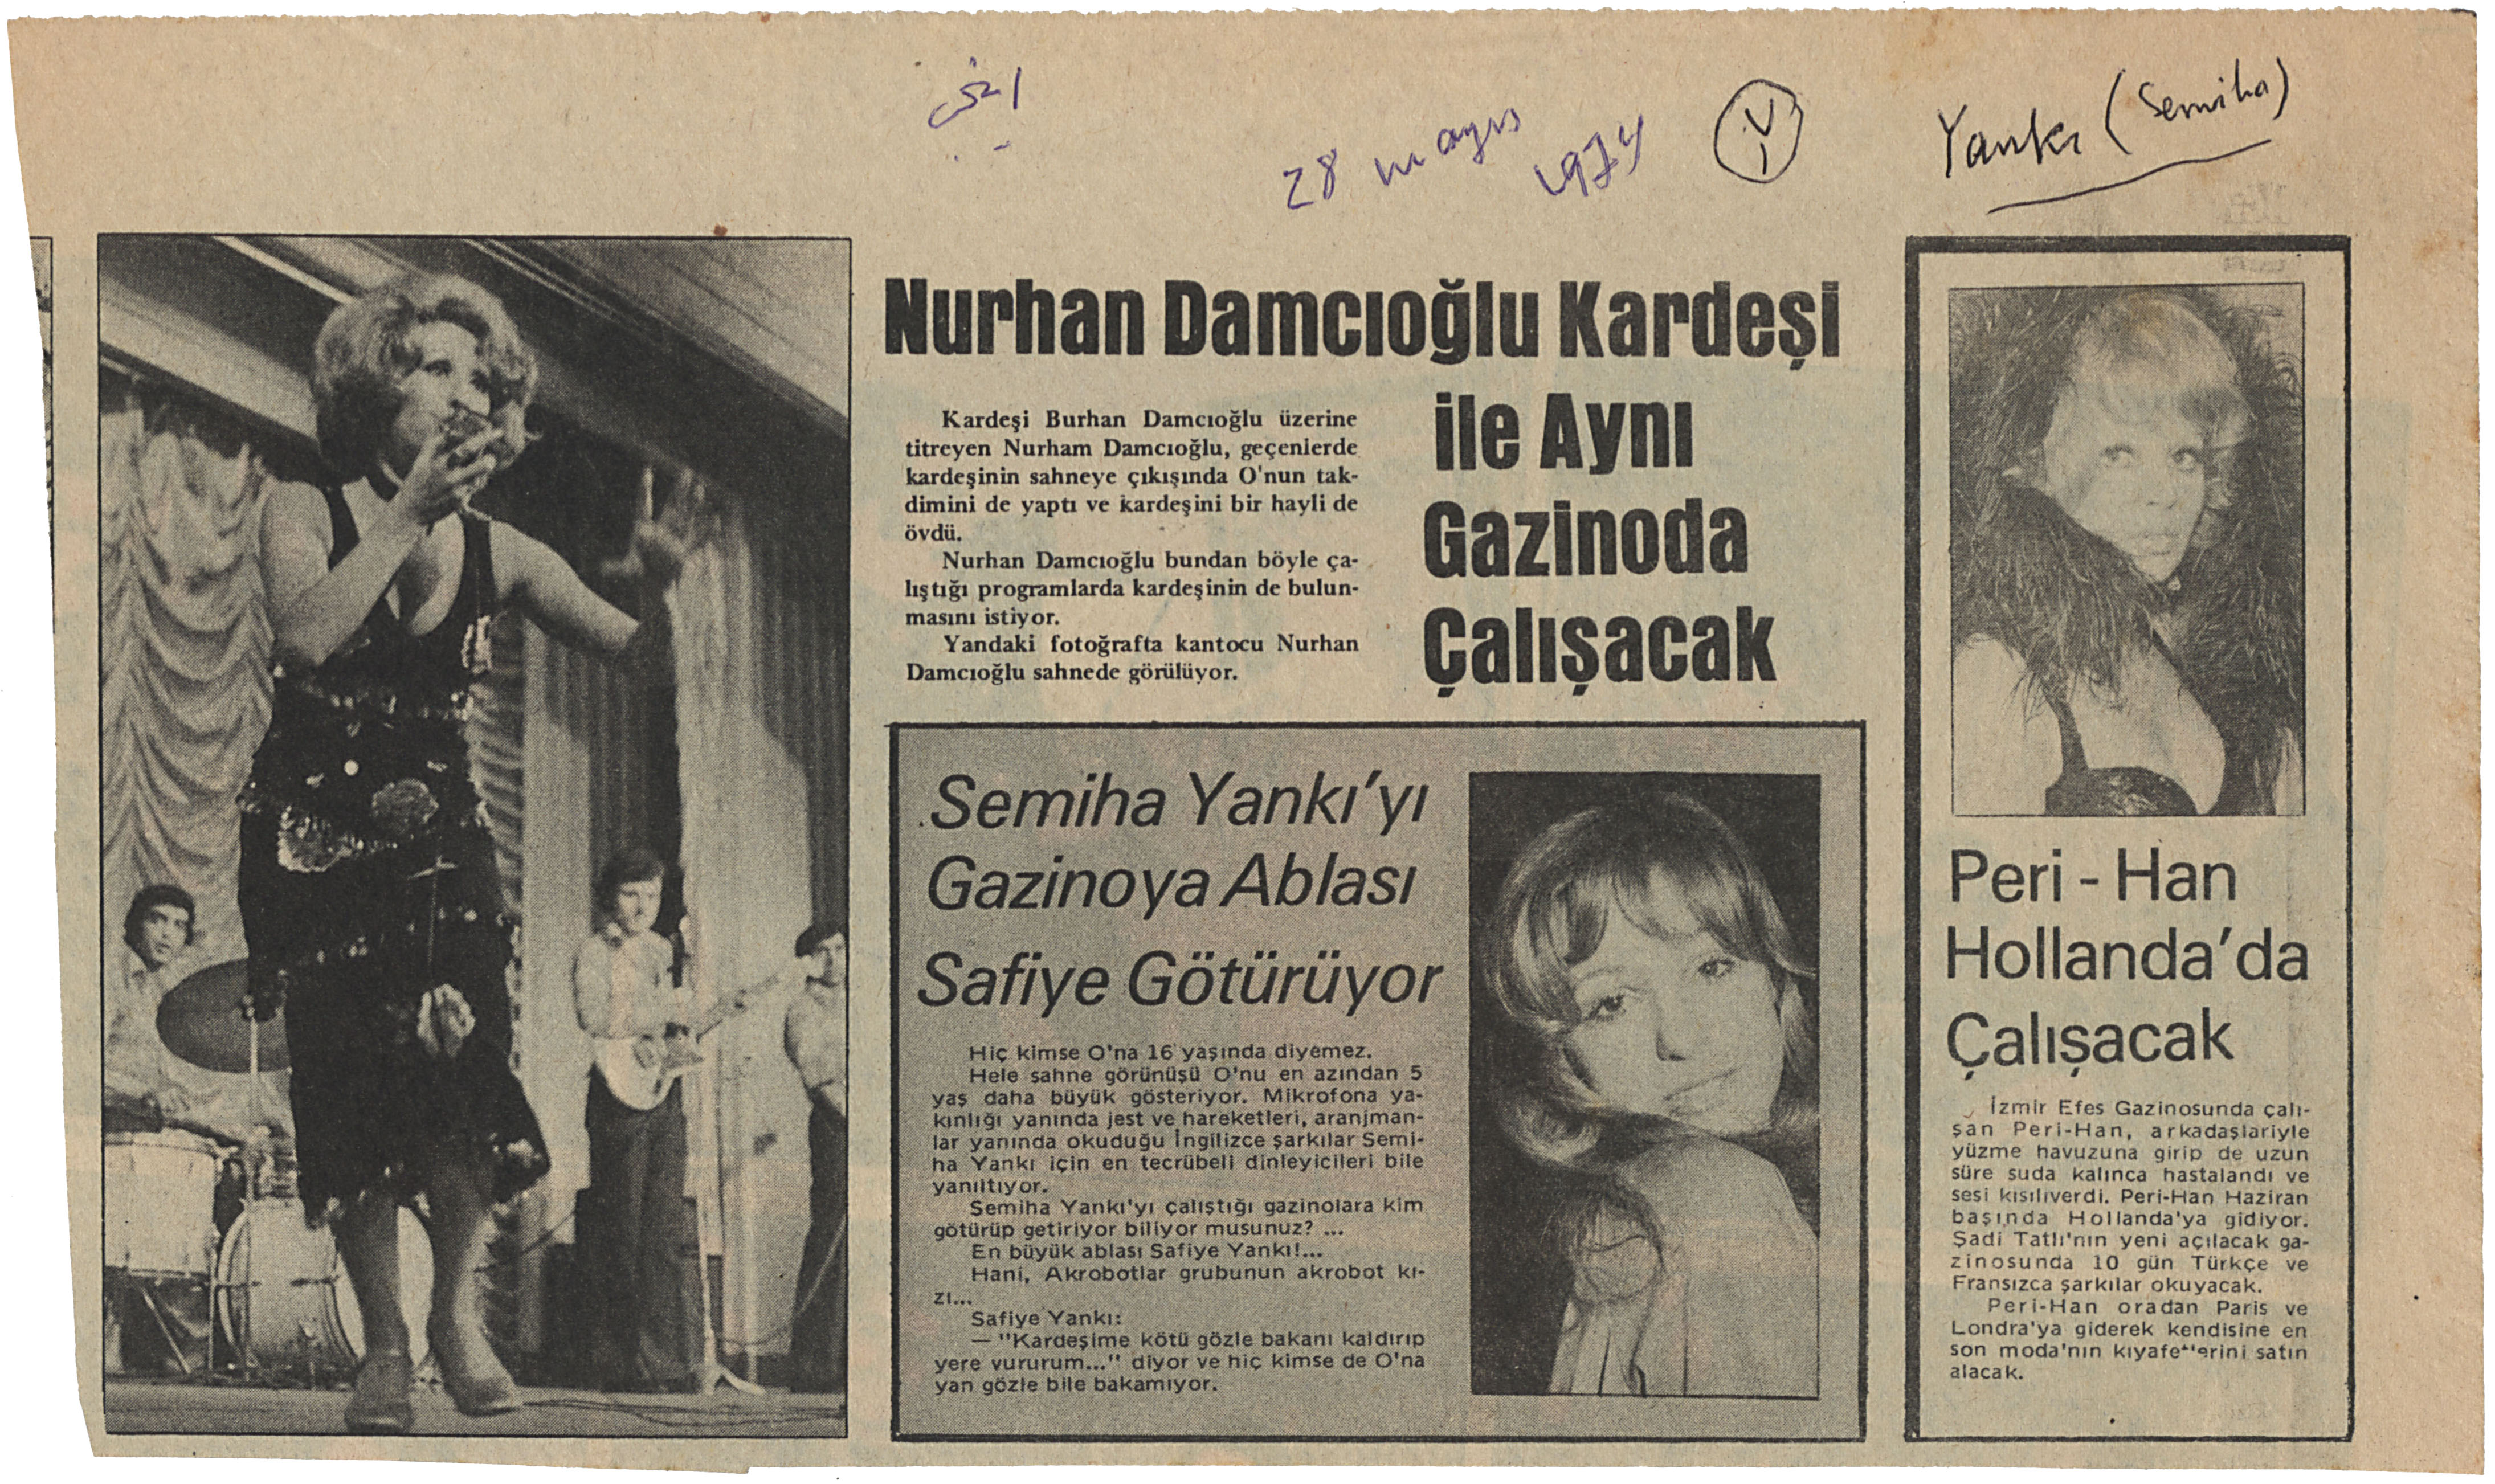 28 mayıs 1974
Yankı (Semiha)
Nurhan Damcıoğlu Kardeşi
ile Aynı
Gazinoda
Çalışacak
Kardeşi Burhan Damcıoğlu üzerine
titreyen Nurham Damcıoğlu, geçenlerde
kardeşinin sahneye çıkışında O'nun tak-
dimini de yaptı ve kardeşini bir hayli de
övdü.
Nurhan Damcıoğlu bundan böyle ça-
lıştığı programlarda kardeşinin de bulun-
masını istiyor.
Yandaki fotoğrafta kantocu Nurhan
Damcıoğlu sahnede görülüyor.
Semiha Yankı'yı
Gazinoya Ablası
Safiye Götürüyor
Hiç kimse O'na 16 yaşında diyemez.
Hele sahne görünüşü O'nu en azından 5
yaş daha büyük gösteriyor. Mikrofona ya-
kınlığı yanında jest ve hareketleri, aranjman-
lar yanında okuduğu İngilizce şarkılar Semi-
ha Yankı için en tecrübeli dinleyicileri bile
yanıltıyor.
Semiha Yankı'yı çalıştığı gazinolara kim
götürüp getiriyor biliyor musunuz? ...
En büyük ablası Safiye Yankı!...
Hani, Akrobotlar grubunun akrobot kı-
zı...
Safiye Yankı:
— "Kardeşime kötü gözle bakanı kaldırıp
yere vururum..." diyor ve hiç kimse de O'na
yan gözle bile bakamıyor.
Peri - Han
Hollanda'da
Çalışacak
İzmir Efes Gazinosunda çalı-
şan Peri-Han, arkadaşlariyle
yüzme havuzuna girip de uzun
süre suda kalınca hastalandı ve
sesi kısılıverdi. Peri-Han Haziran
başında Hollanda'ya gidiyor.
Şadi Tatlı'nın yeni açılacak ga-
zinosunda 10 gün Türkçe ve
Fransızca şarkılar okuyacak.
Peri-Han oradan Paris ve
Londra'ya giderek kendisine en
son moda'nın kıyafetlerini satın
alacak.